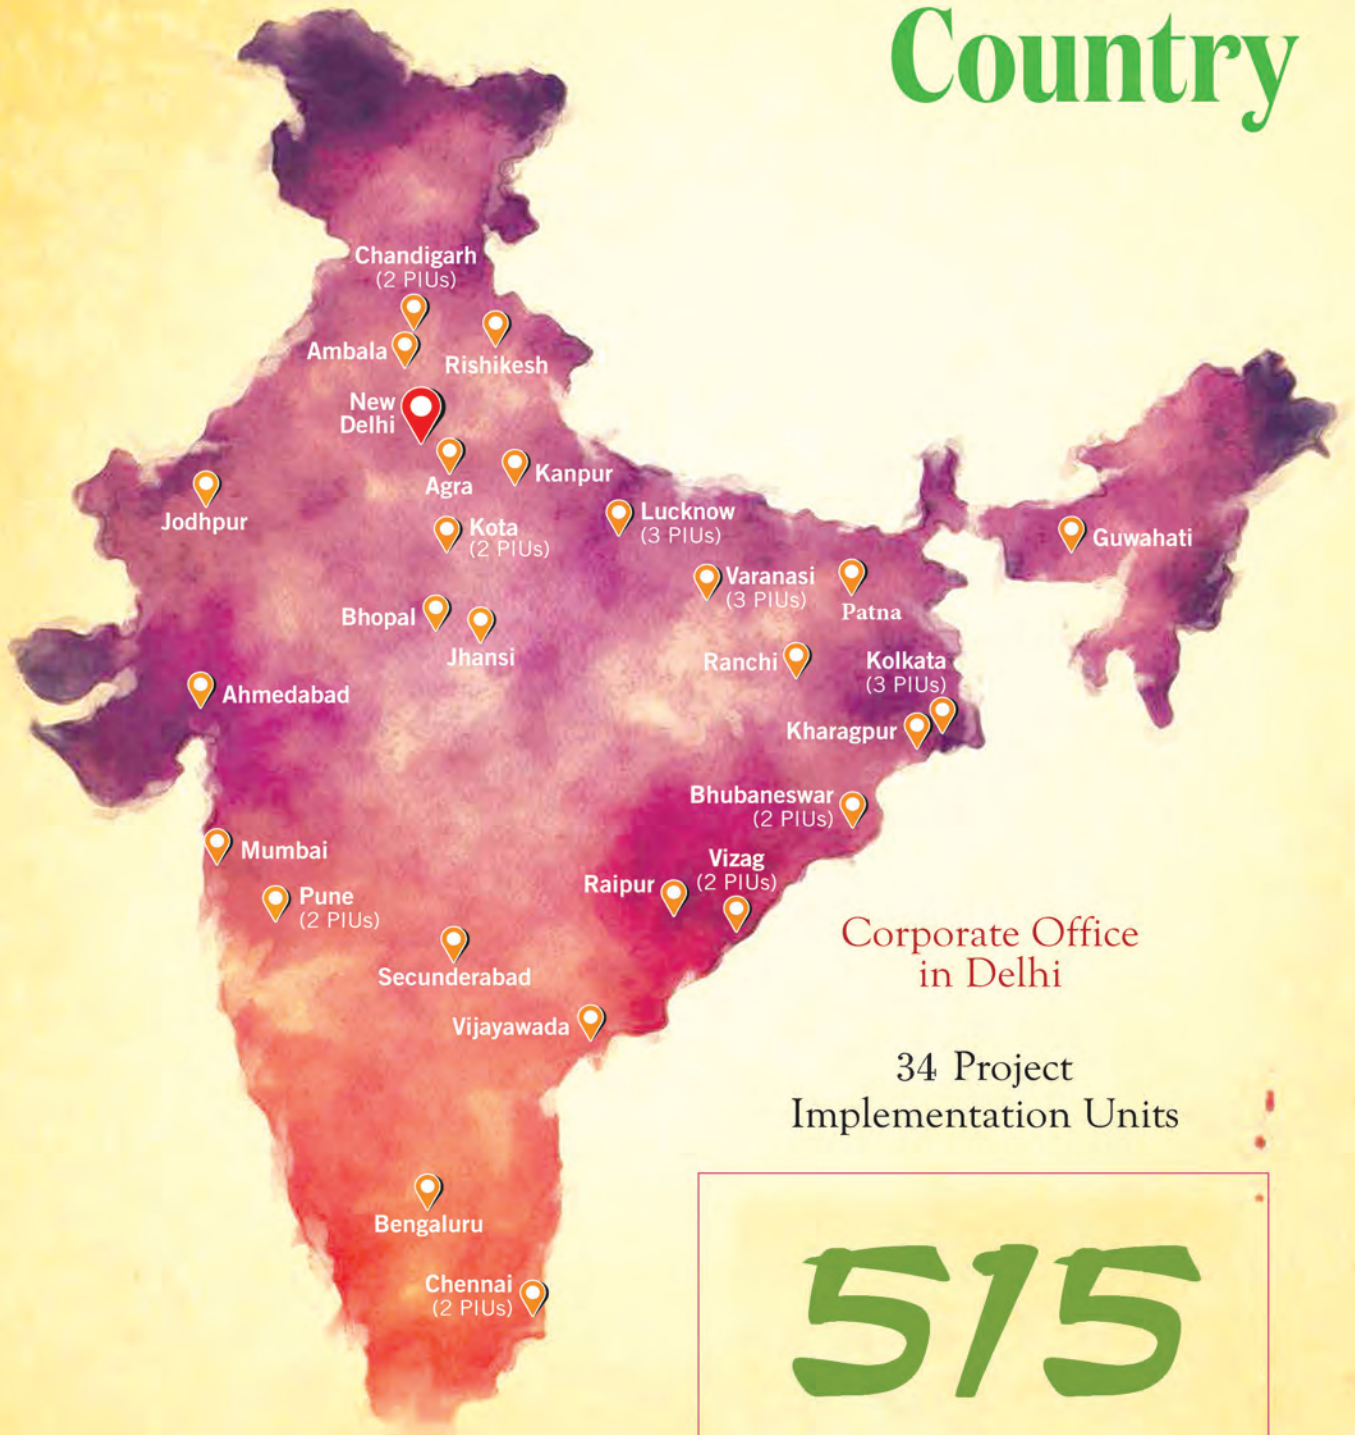 Country
Chandigarh
(2 PIUs)
Ambala
Rishikesh
New
Delhi
Agra
Kanpur
Jodhpur
Kota
(2 PIUs)
Lucknow
(3 PIUs)
Guwahati
Varanasi
(3 PIUs)
Patna
Bhopal
Jhansi
Ranchi
Kolkata
(3 PIUs)
Ahmedabad
Kharagpur
Bhubaneswar
(2 PIUs)
Mumbai
Vizag
(2 PIUs)
Raipur
Pune
(2 PIUs)
Secunderabad
Vijayawada
Corporate Office
in Delhi
34 Project
Implementation Units
Bengaluru
Chennai
(2 PIUs)
515